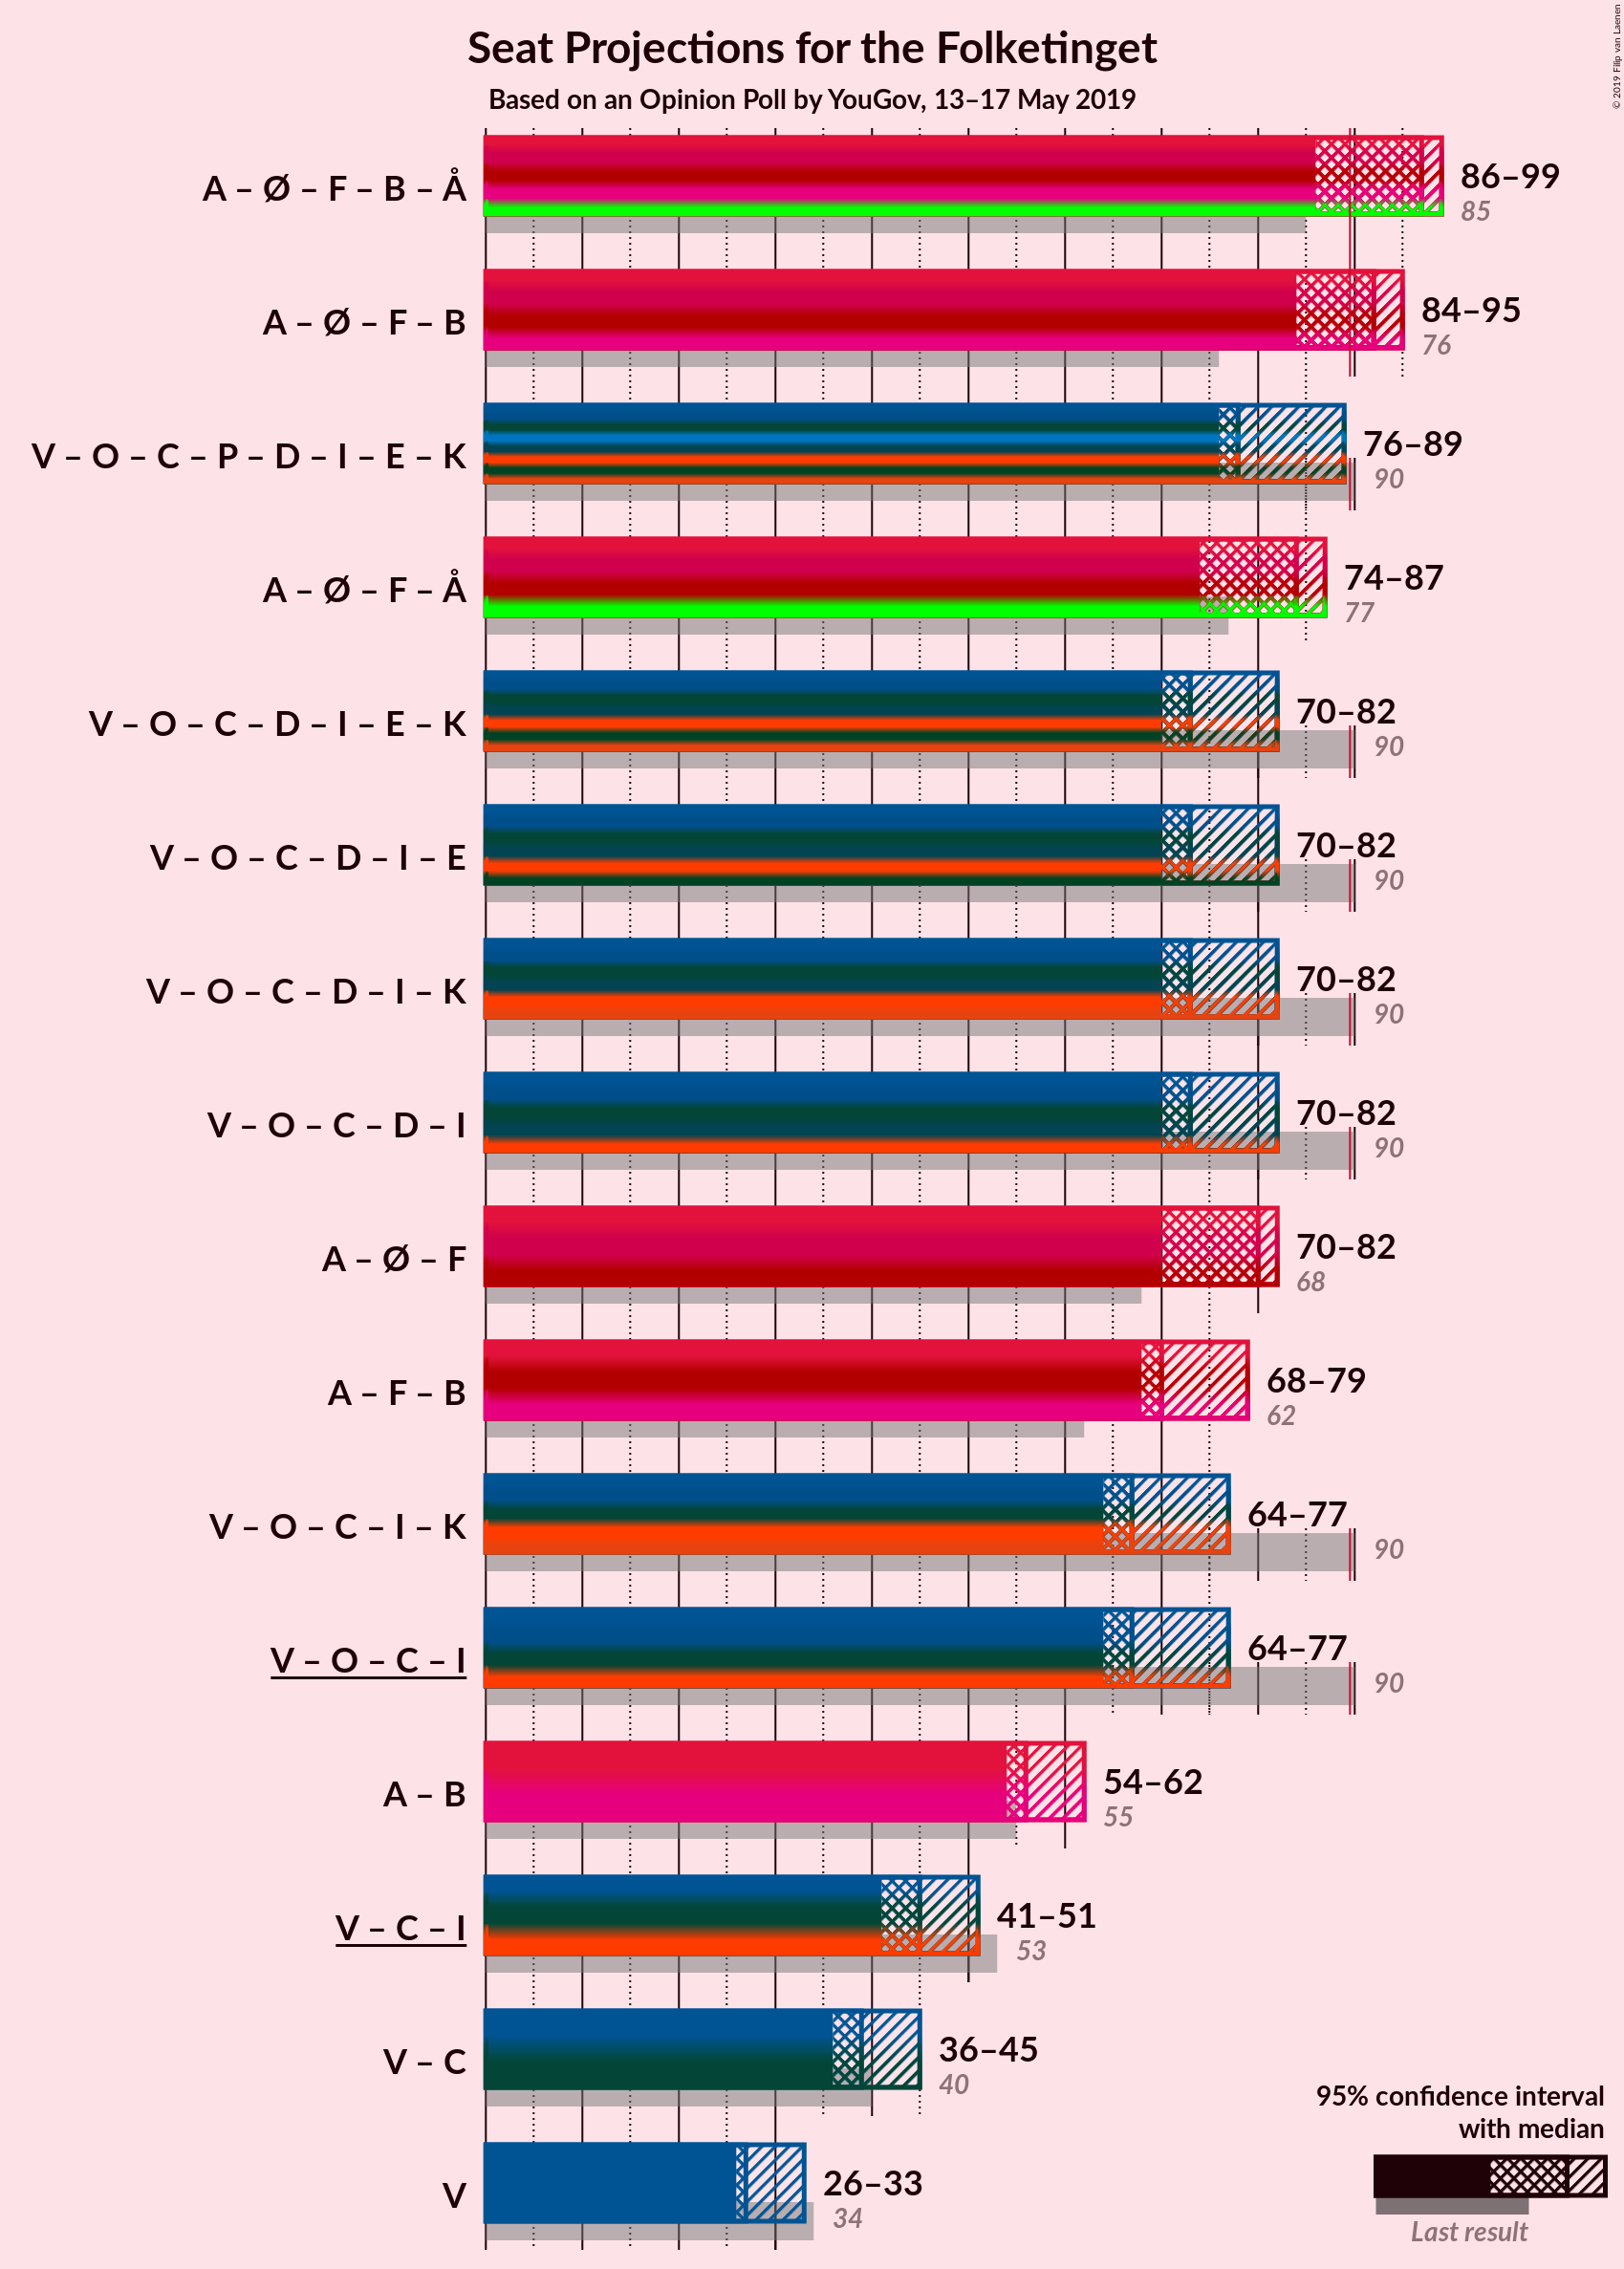 Seat Projections for the Folketinget
Based on an Opinion Poll by YouGov, 13–17 May 2019
© 2019 Filip van Laenen
A – Ø – F – B – Å
86–99
85
A – Ø – F – B
84–95
76
V – O – C – P – D – I – E – K
76–89
90
A – Ø – F – Å
74–87
77
V – O – C – D – I – E – K
70–82
90
V – O – C – D – I – E
70–82
90
V – O – C – D – I – K
70–82
90
V – O – C – D – I
70–82
90
A – Ø – F
70–82
68
A – F – B
68–79
62
V – O – C – I – K
64–77
90
V – O – C – I
64–77
90
A – B
54–62
55
V – C – I
41–51
53
V – C
36–45
40
V
26–33
34
95% confidence interval
with median
Last result